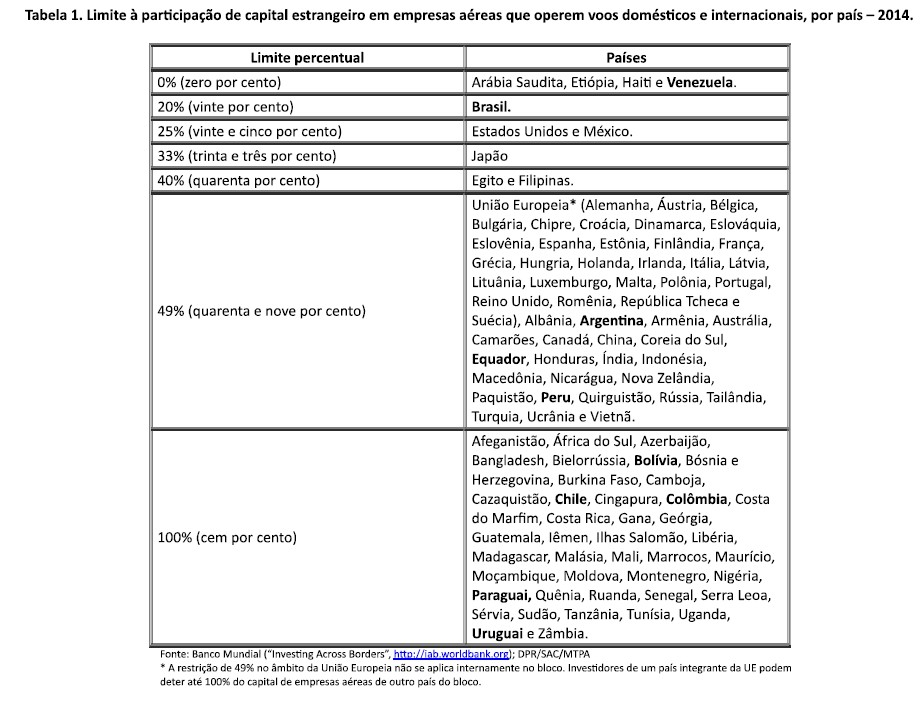 Tabela 1. Limite à participação de capital estrangeiro em empresas aéreas que operem voos domésticos e internacionais, por país – 2014.
Limite percentual Países
0% (zero por cento) Arábia Saudita, Etiópia, Haiti e Venezuela.
20% (vinte por cento) Brasil.
25% (vinte e cinco por cento) Estados Unidos e México.
33% (trinta e três por cento) Japão
40% (quarenta por cento) Egito e Filipinas.
49% (quarenta e nove por cento)
União Europeia* (Alemanha, Áustria, Bélgica,
Bulgária, Chipre, Croácia, Dinamarca, Eslováquia,
Eslovênia, Espanha, Estônia, Finlândia, França,
Grécia, Hungria, Holanda, Irlanda, Itália, Látvia,
Lituânia, Luxemburgo, Malta, Polônia, Portugal,
Reino Unido, Romênia, República Tcheca e
Suécia), Albânia, Argentina, Armênia, Austrália,
Camarões, Canadá, China, Coreia do Sul,
Equador, Honduras, Índia, Indonésia,
Macedônia, Nicarágua, Nova Zelândia,
Paquistão, Peru, Quirguistão, Rússia, Tailândia,
Turquia, Ucrânia e Vietnã.
100% (cem por cento)
Afeganistão, África do Sul, Azerbaijão,
Bangladesh, Bielorrússia, Bolívia, Bósnia e
Herzegovina, Burkina Faso, Camboja,
Cazaquistão, Chile, Cingapura, Colômbia, Costa
do Marfim, Costa Rica, Gana, Geórgia,
Guatemala, Iêmen, Ilhas Salomão, Libéria,
Madagascar, Malásia, Mali, Marrocos, Maurício,
Moçambique, Moldova, Montenegro, Nigéria,
Paraguai, Quênia, Ruanda, Senegal, Serra Leoa,
Sérvia, Sudão, Tanzânia, Tunísia, Uganda,
Uruguai e Zâmbia.
Fonte: Banco Mundial ("Investing Across Borders", http://iab.worldbank.org); DPR/SAC/MTPA
* A restrição de 49% no âmbito da União Europeia não se aplica internamente no bloco. Investidores de um país integrante da UE podem
deter até 100% do capital de empresas aéreas de outro país do bloco.